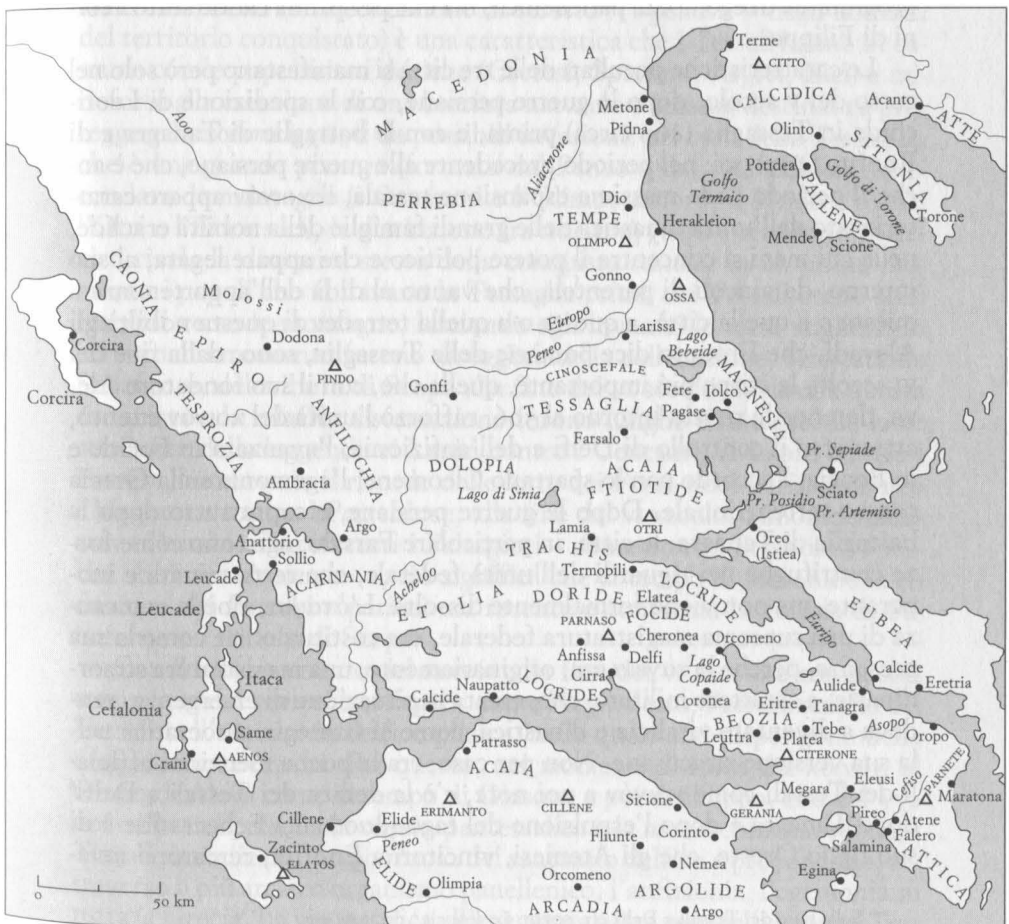 Terme
CITTO
MACEDON
CALCIDICA
Acanto
ATTE
Aoo
Metone
Pidna
Olinto
SITONIA
Aliacmone
Potidea
PALLENE
Golfo di Torone
Golfo
Termaico
PERREBIA
Dio
TEMPE
Herakleion
Torone
OLIMPO
Mende
Scione
CAONIA
Molossi
Gonno
OSSA
Europo
Corcira
Dodona
Peneo
Larissa
Lago
Bebeide
EPIRO
PINDO
CINOSCEFALE
MAGNESIA
Corcira
TESPROZIA
ANFILOCHIA
Gonfi
TESSAGLIA
Fere
Iolco
Pagase
Farsalo
DOLOPIA
ACAIA
FTIOTIDE
Pr. Sepiade
Ambracia
Lago di Sinia
Pr. Posidio
Sciato
Pr. Artemisio
Lamia
OTRI
Anattorio
Argo
TRACHINIA
Oreo
(Istiea)
Sollio
Leucade
ACARNANIA
Acheloo
Termopili
LOCRIDE
EUBEA
Leucade
ETOLIA
DORIDE
Elatea
FOCIDE
PARNASO
Cheronea
Orcomeno
Euripo
Anfissa
Delfi
Lago
Copaide
Calcide
Itaca
Cirra
Aulide
Eretria
Naupatto
LOCRIDE
Calcide
Coronea
Eritre
Tanagra
Cefalonia
BEOZIA
Tebe
Asopo
Same
Leuttra
Platea
Oropo
AENOS
Patrasso
CITERONE
Crani
ACAIA
Eleusi
Cefiso
PARNETE
Megara
Maratona
ERIMANTO
CILLENE
Sicione
GERANIA
Cillene
Elide
Pireo
Atene
Peneo
Fliunte
Corinto
Salamina
Falero
Zacinto
ATTICA
ELATOS
Nemea
Egina
0
50 km
ELIDE
Olimpia
Orcomeno
ARGOLIDE
ARCADIA
Argo